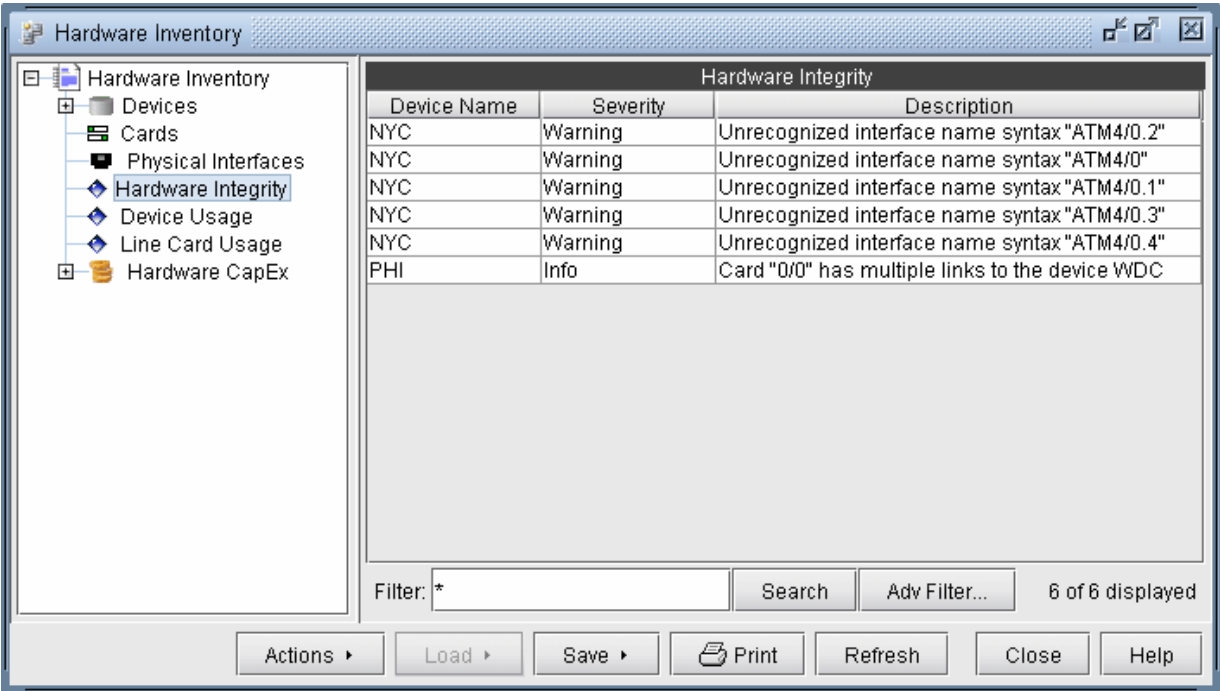 Hardware Inventory
Hardware Inventory
Devices
Cards
Physical Interfaces
Hardware Integrity
Device Usage
Line Card Usage
Hardware CapEx
Hardware Integrity
Device Name Severity Description
NYC Warning Unrecognized interface name syntax "ATM4/0.2"
NYC Warning Unrecognized interface name syntax "ATM4/0"
NYC Warning Unrecognized interface name syntax "ATM4/0.1"
NYC Warning Unrecognized interface name syntax "ATM4/0.3"
NYC Warning Unrecognized interface name syntax "ATM4/0.4"
PHI Info Card "0/0" has multiple links to the device WDC
Filter: * Search Adv Filter... 6 of 6 displayed
Actions Load Save Print Refresh Close Help